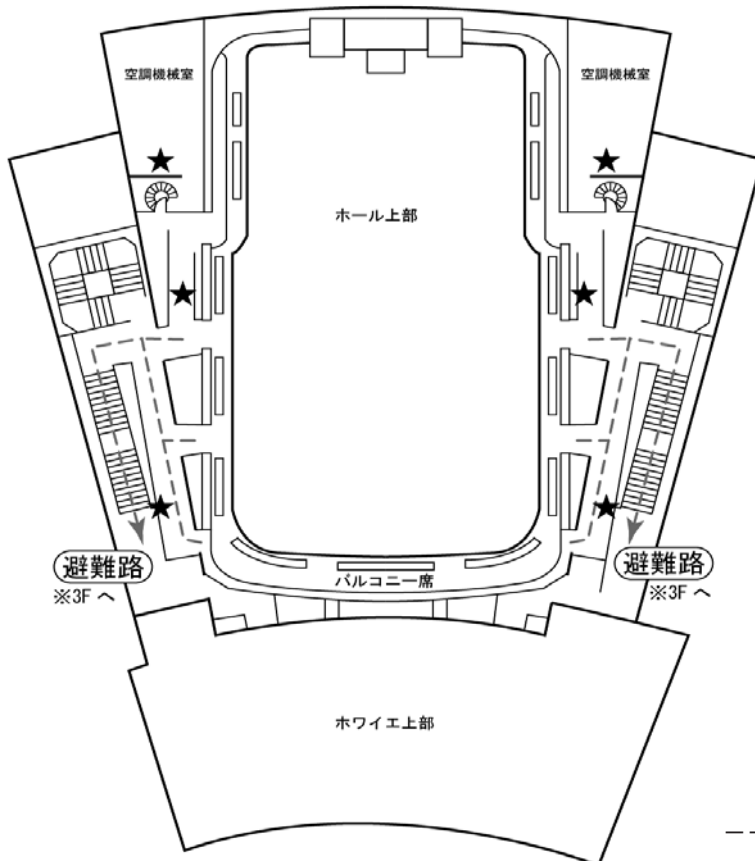 空調機械室
空調機械室
ホール上部
避難路
※3F へ
避難路
※3F へ
バルコニー席
ホワイエ上部